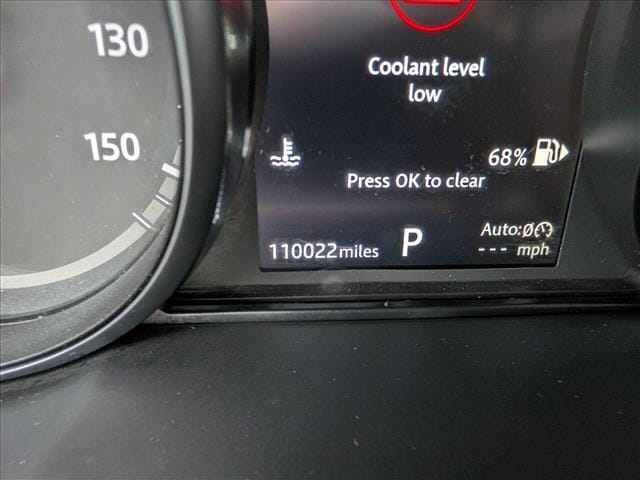 130
150
Coolant level
low
68%
Press OK to clear
Auto:
110022miles
P
--- mph